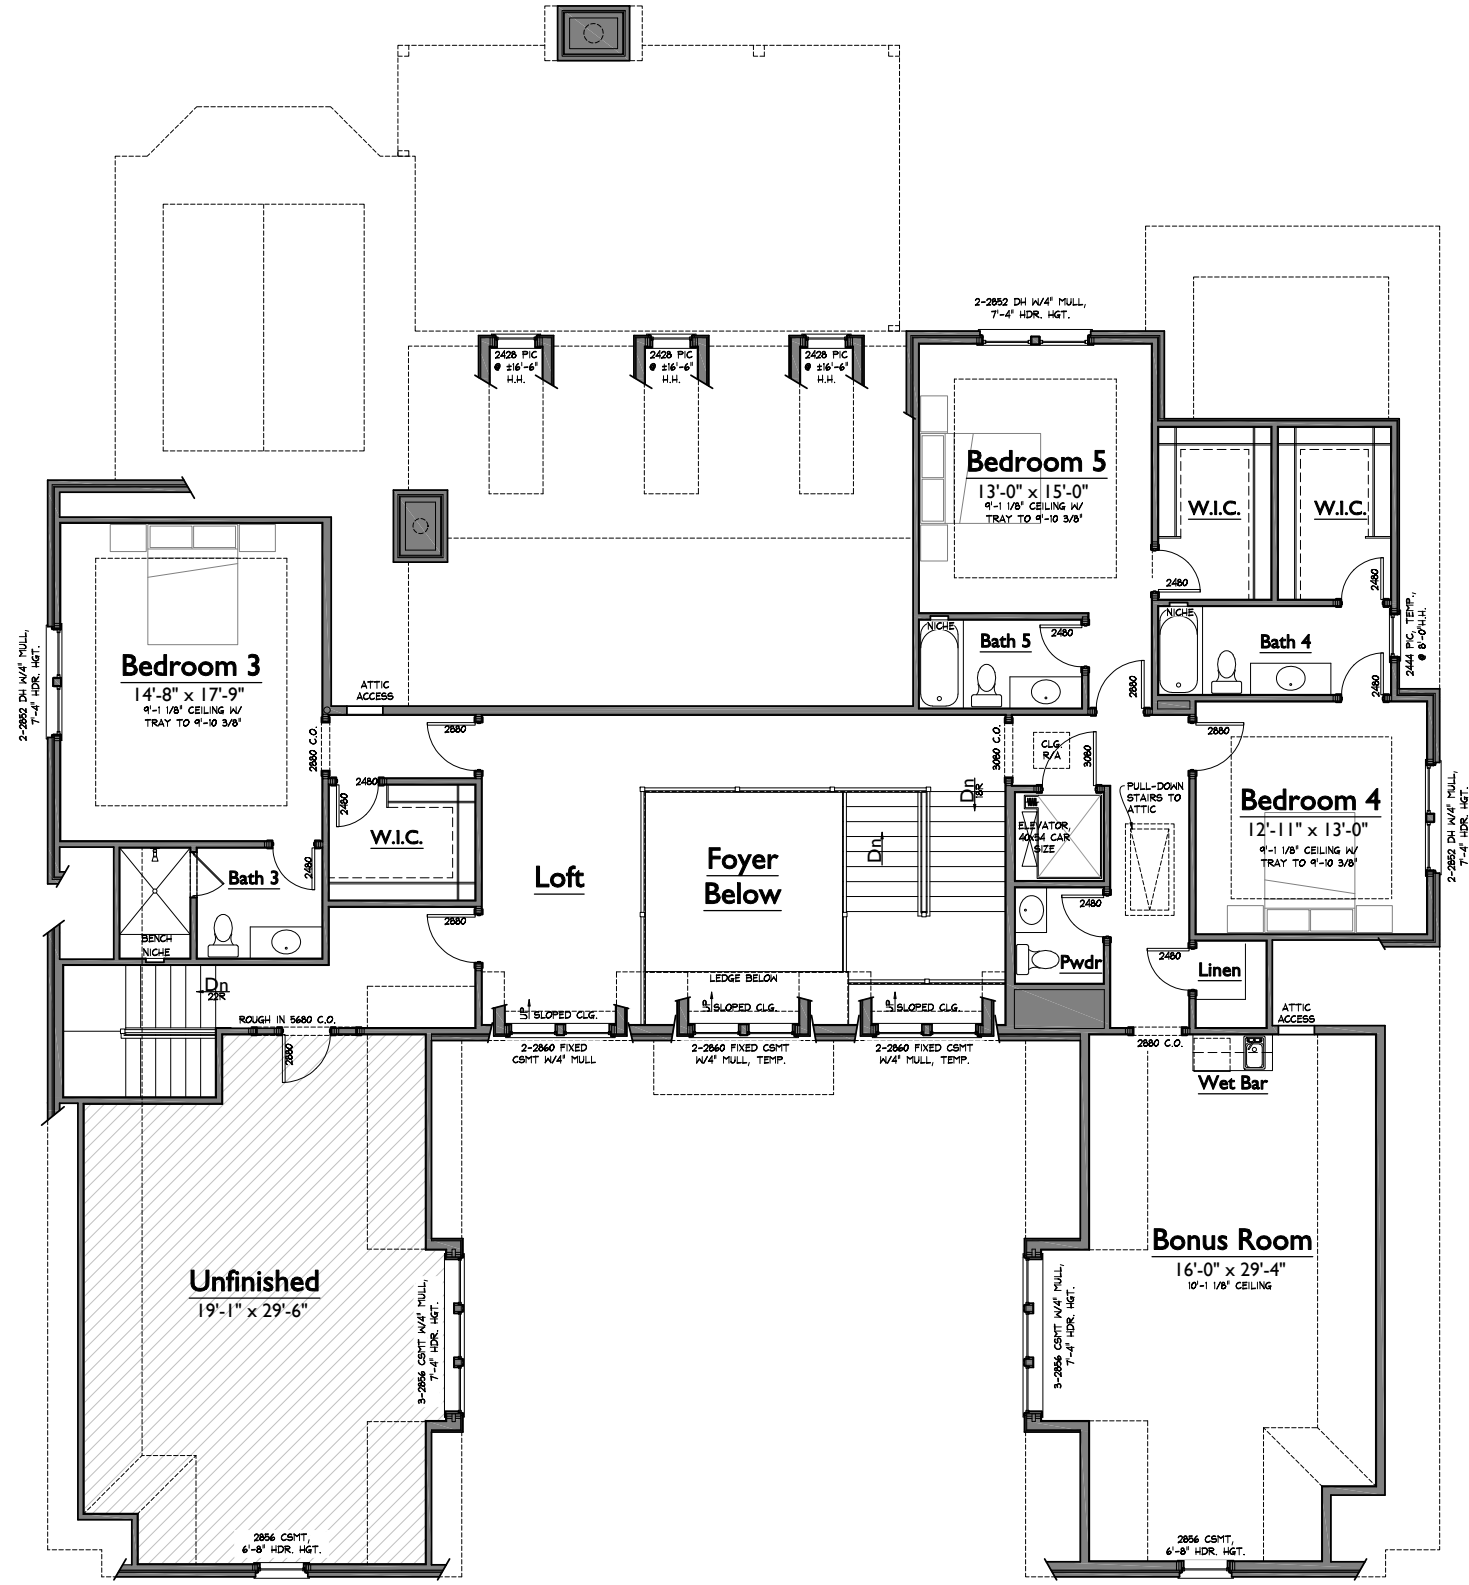 2-2852 DH W/4" MULL,
7'-4" HDR. HGT.
2428 PIC
@ ±16'-6"
H.H.
2428 PIC
@ ±16'-6"
H.H.
2428 PIC
@ ±16'-6"
H.H.
Bedroom 5
13'-0" x 15'-0"
9'-1 1/8" CEILING W/
TRAY TO 9'-10 3/8"
W.I.C.
W.I.C.
2480
2480
2444 PIC, TEMP.,
@ 8'-0"H.H.
NICHE
Bath 5
2480
NICHE
Bath 4
2480
2-2852 DH W/4" MULL,
7'-4" HDR. HGT.
Bedroom 3
14'-8" x 17'-9"
9'-1 1/8" CEILING W/
TRAY TO 9'-10 3/8"
ATTIC
ACCESS
2880 C.O.
2880
2480
2480
W.I.C.
2480
Bath 3
BENCH
NICHE
2880
Dn
22R
ROUGH IN 5680 C.O.
2880
Loft
Foyer
Below
LEDGE BELOW
Dn
18R
Dn
3080 C.O.
CLG.
R/A
3080
2880
2880
ELEVATOR,
40x54 CAR
SIZE
PULL-DOWN
STAIRS TO
ATTIC
Bedroom 4
12'-11" x 13'-0"
9'-1 1/8" CEILING W/
TRAY TO 9'-10 3/8"
2-2852 DH W/4" MULL,
7'-4" HDR. HGT.
2480
Pwdr
2480
Linen
ATTIC
ACCESS
UP
SLOPED CLG.
UP
SLOPED CLG.
UP
SLOPED CLG.
2-2860 FIXED
CSMT W/4" MULL
2-2860 FIXED CSMT
W/4" MULL, TEMP.
2-2860 FIXED CSMT
W/4" MULL, TEMP.
2880 C.O.
Wet Bar
Unfinished
19'-1" x 29'-6"
3-2856 CSMT W/4" MULL,
7'-4" HDR. HGT.
3-2856 CSMT W/4" MULL,
7'-4" HDR. HGT.
Bonus Room
16'-0" x 29'-4"
10'-1 1/8" CEILING
2856 CSMT,
6'-8" HDR. HGT.
2856 CSMT,
6'-8" HDR. HGT.